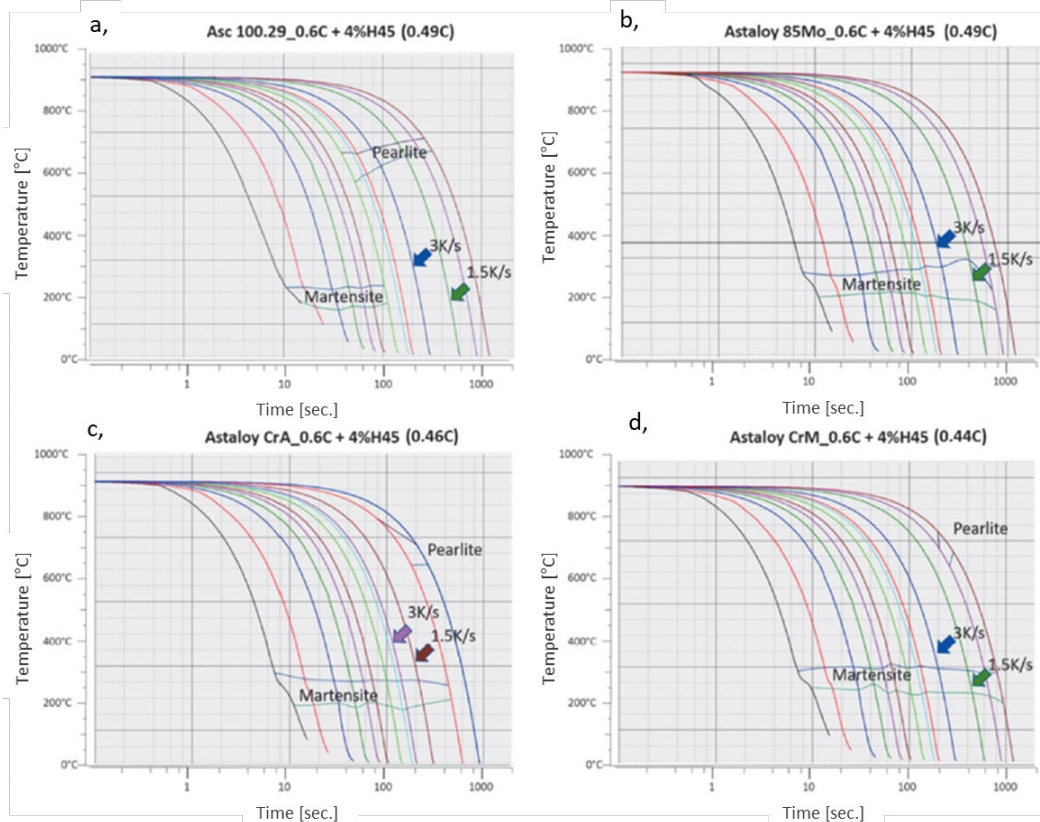 a,
Asc 100.29_0.6C + 4%H45 (0.49C)
Temperature [°C]
1000°C
800°C
600°C
400°C
200°C
0°C
Pearlite
3K/s
1.5K/s
Martensite
1
10
100
1000
Time [sec.]
b,
Astaloy 85Mo_0.6C + 4%H45 (0.49C)
Temperature [°C]
1000°C
800°C
600°C
400°C
200°C
0°C
3K/s
1.5K/s
Martensite
1
10
100
1000
Time [sec.]
c,
Astaloy CrA_0.6C + 4%H45 (0.46C)
Temperature [°C]
1000°C
800°C
600°C
400°C
200°C
0°C
Pearlite
3K/s
1.5K/s
Martensite
1
10
100
1000
Time [sec.]
d,
Astaloy CrM_0.6C + 4%H45 (0.44C)
Temperature [°C]
1000°C
800°C
600°C
400°C
200°C
0°C
Pearlite
3K/s
1.5K/s
Martensite
1
10
100
1000
Time [sec.]